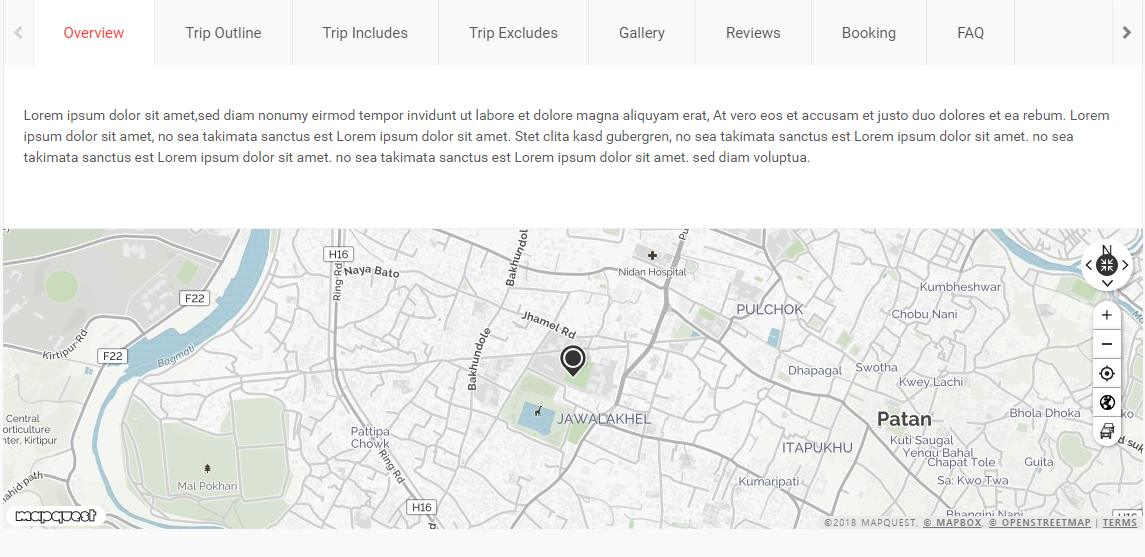 Overview Trip Outline Trip Includes Trip Excludes Gallery Reviews Booking FAQ
Lorem ipsum dolor sit amet,sed diam nonumy eirmod tempor invidunt ut labore et dolore magna aliquyam erat, At vero eos et accusam et justo duo dolores et ea rebum. Lorem
ipsum dolor sit amet, no sea takimata sanctus est Lorem ipsum dolor sit amet. Stet clita kasd gubergren, no sea takimata sanctus est Lorem ipsum dolor sit amet. no sea
takimata sanctus est Lorem ipsum dolor sit amet. no sea takimata sanctus est Lorem ipsum dolor sit amet. sed diam voluptua.
N
H16
Naya Bato
Ring Rd
Bakhundol
Nidan Hospital
Kumbheshwar
F22
PULCHOK
Chobu Nani
Jhamel Rd
Kirtipur-Rd
F22
Bagmati
Bakhundole
Dhapagal
Swotha
Kwey Lachi
Central
orticulture
nter, Kirtipur
JAWALAKHEL
Patan
Bhola Dhoka
Pattipa
Chowk
ITAPUKHU
Kuti Saugal
Yendu Bahal
Chapat Tole
Guita
Ring Rd
Mal Pokhari
Kumaripati
Sa: Kwo Twa
H16
Bhangini Nani
H16
mapquest
©2018 MAPQUEST, © MAPBOX, © OPENSTREETMAP | TERMS